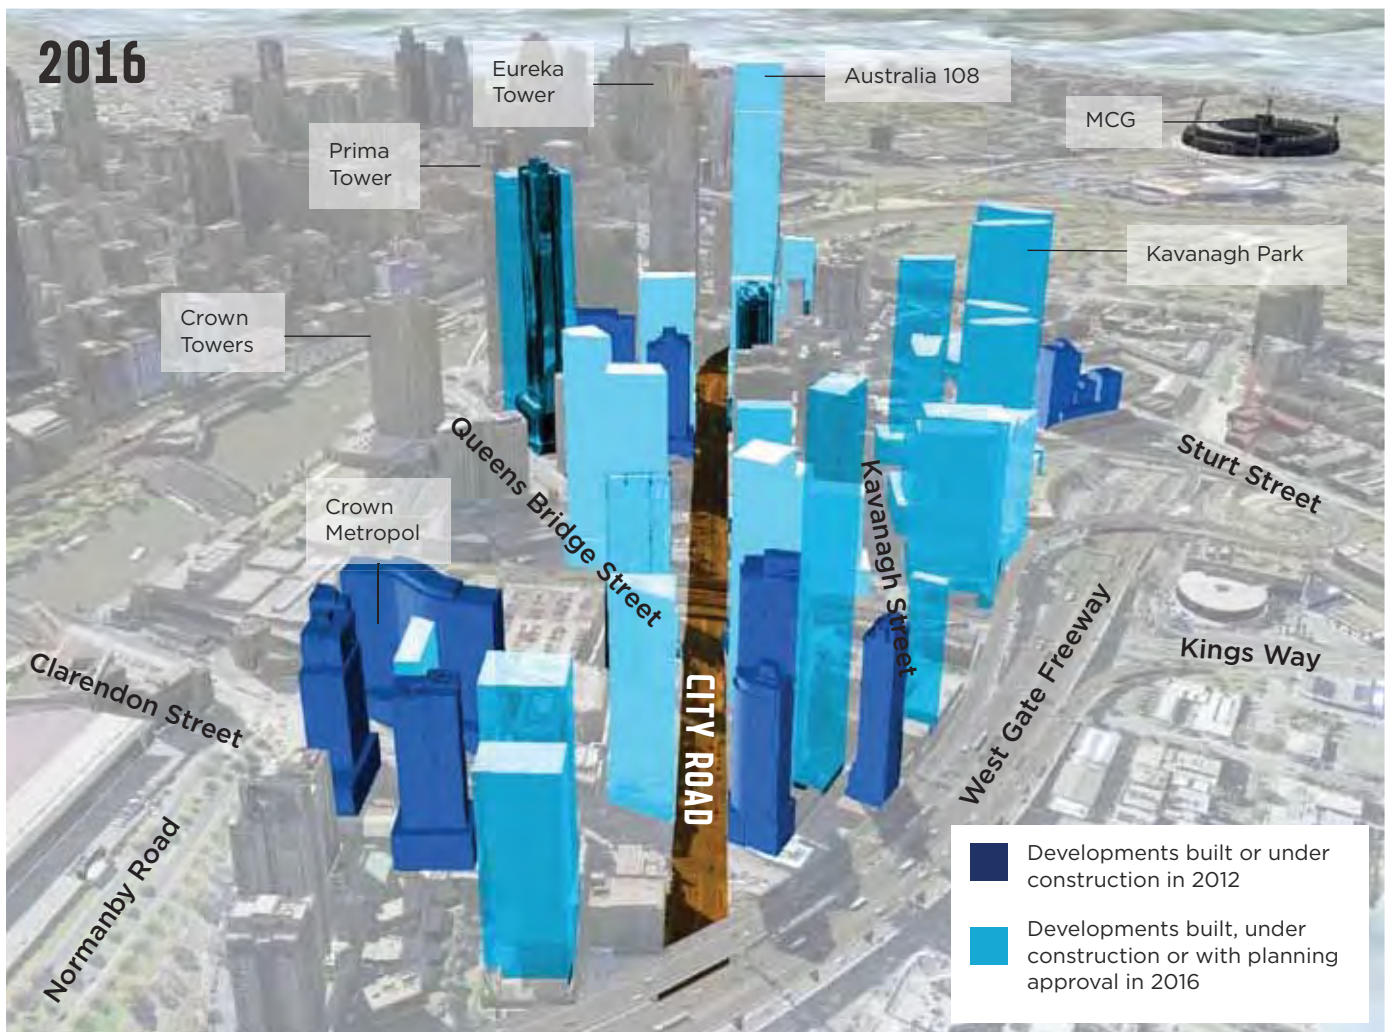 2016
Eureka
Tower
Australia 108
MCG
Prima
Tower
Kavanagh Park
Crown
Towers
Queens Bridge Street
Kavanagh Street
Sturt Street
Crown
Metropol
Clarendon Street
CITY ROAD
West Gate Freeway
Kings Way
Normanby Road
Developments built or under
construction in 2012
Developments built, under
construction or with planning
approval in 2016